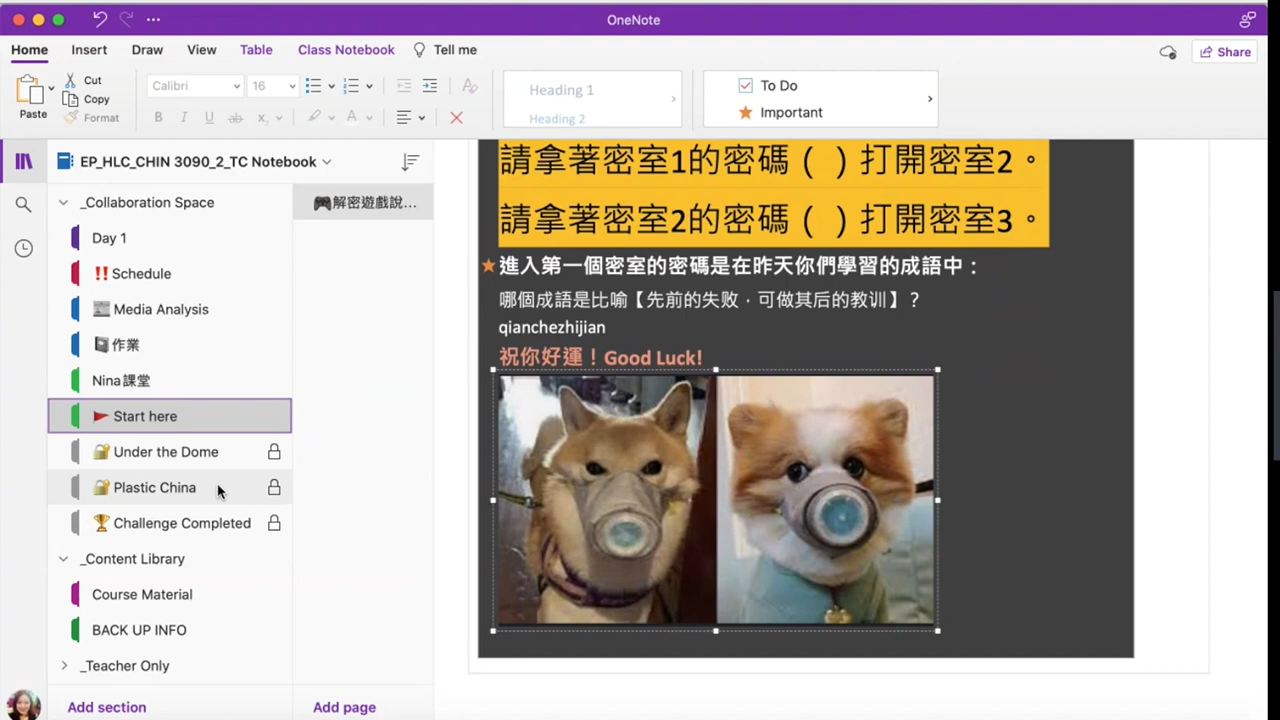 OneNote
Home Insert Draw View Table Class Notebook Tell me Share
Paste
Cut
Copy
Format
Calibri 16
B I U ab x A
Heading 1
Heading 2
To Do
Important
EP_HLC_CHIN 3090_2_TC Notebook
_Collaboration Space
Day 1
‼️Schedule
Media Analysis
作業
Nina課堂
Start here
Under the Dome
Plastic China
Challenge Completed
_Content Library
Course Material
BACK UP INFO
_Teacher Only
Add section
🎮解密遊戲說...
Add page
請拿著密室1的密碼（ ）打開密室2。
請拿著密室2的密碼（ ）打開密室3。
進入第一個密室的密碼是在昨天你們學習的成語中：
哪個成語是比喻【先前的失败，可做其后的教训】？
qianchezhijian
祝你好運！Good Luck!